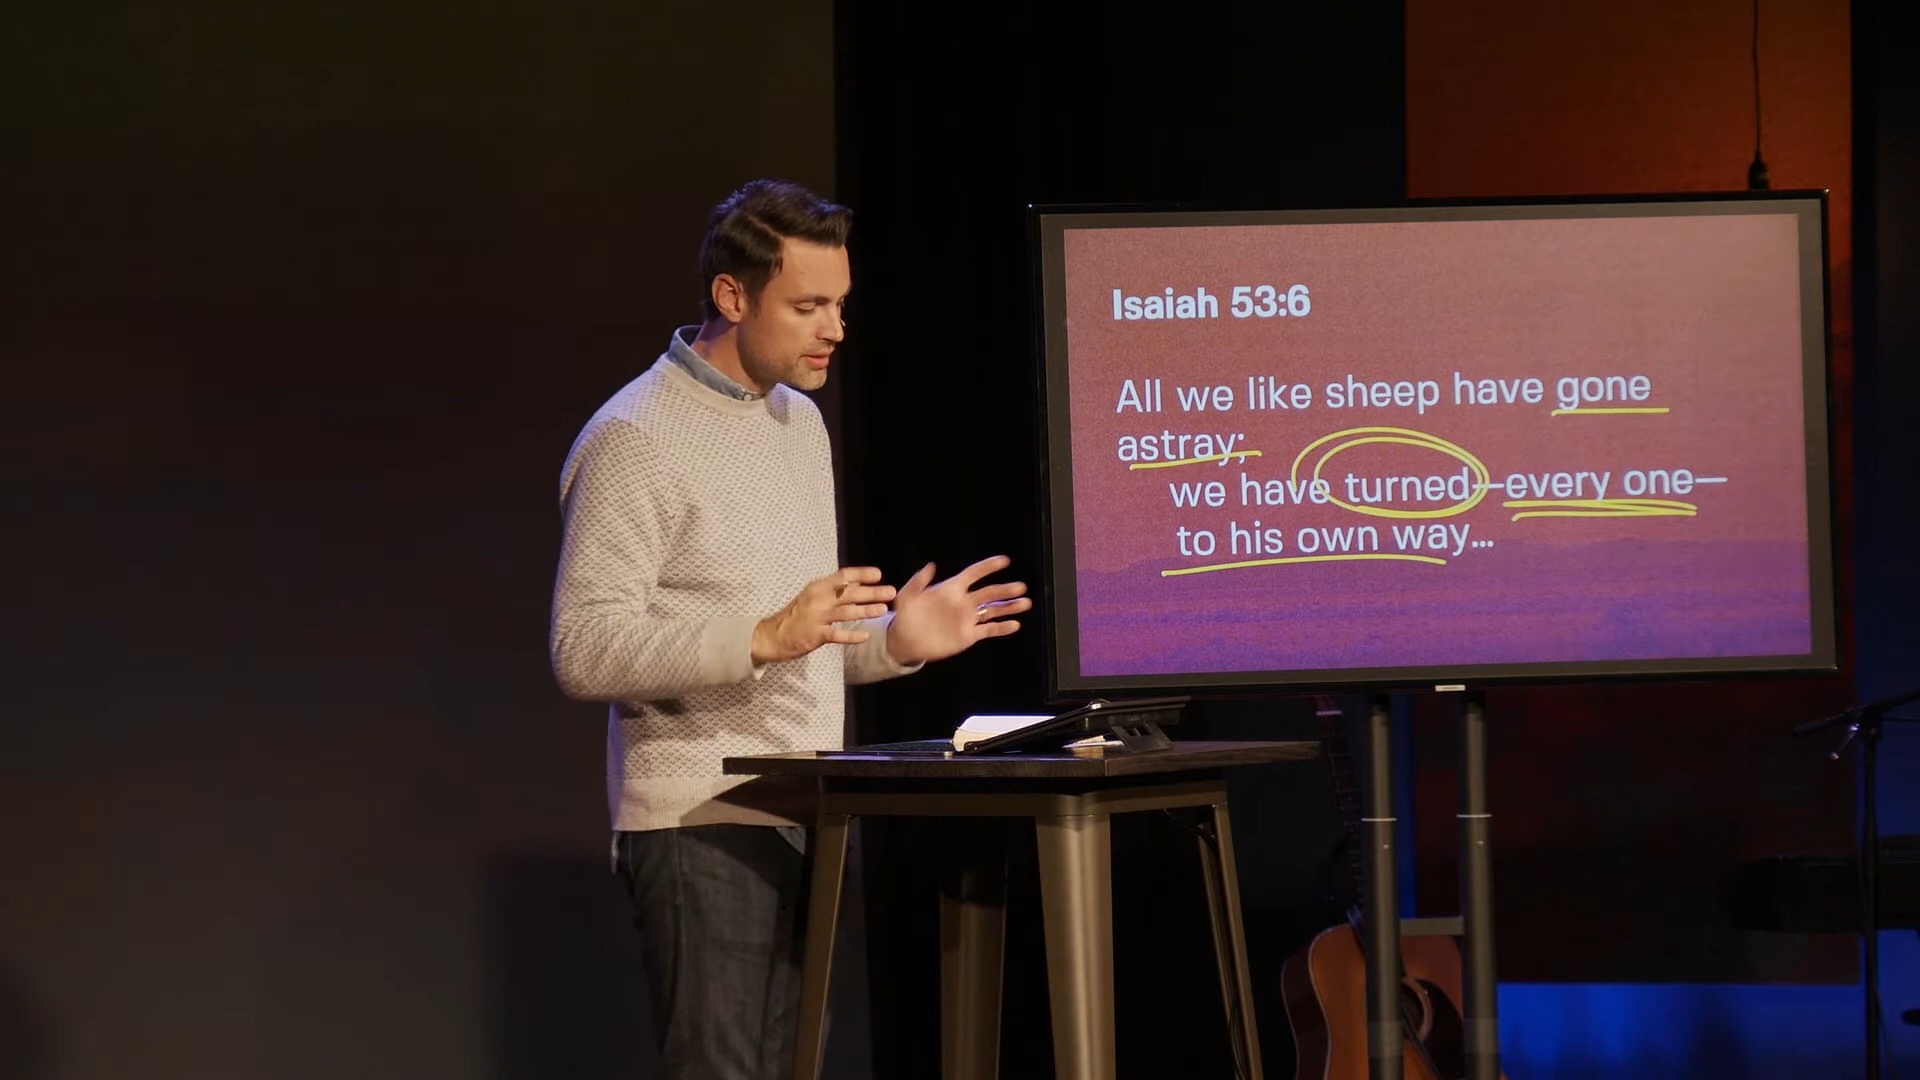 Isaiah 53:6
All we like sheep have gone
astray;
we have turned—every one—
to his own way…